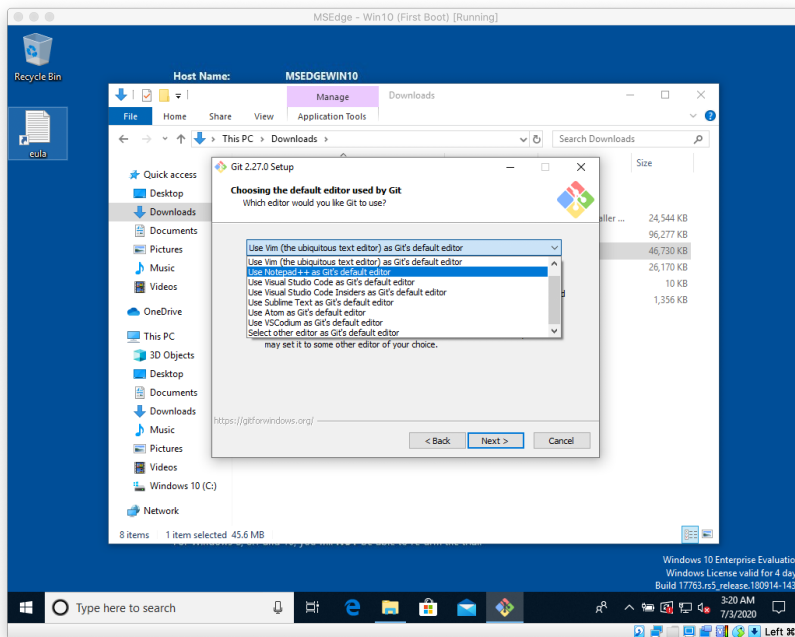 MSEdge - Win10 (First Boot) [Running]
Recycle Bin
eula
Host Name: MSEDGEWIN10
Manage
Downloads
File
Home
Share
View
Application Tools
This PC > Downloads >
Search Downloads
Size
Quick access
Desktop
Downloads
Documents
Pictures
Music
Videos
OneDrive
This PC
3D Objects
Desktop
Documents
Downloads
Music
Pictures
Videos
Windows 10 (C:)
Network
24,544 KB
96,277 KB
46,730 KB
26,170 KB
10 KB
1,356 KB
Git 2.27.0 Setup
Choosing the default editor used by Git
Which editor would you like Git to use?
Use Vim (the ubiquitous text editor) as Git's default editor
Use Vim (the ubiquitous text editor) as Git's default editor
Use Notepad++ as Git's default editor
Use Visual Studio Code as Git's default editor
Use Visual Studio Code Insiders as Git's default editor
Use Sublime Text as Git's default editor
Use Atom as Git's default editor
Use VSCodium as Git's default editor
Select other editor as Git's default editor
may set it to some other editor of your choice.
https://gitforwindows.org/
< Back
Next >
Cancel
8 items 1 item selected 45.6 MB
Windows 10 Enterprise Evaluatio
Windows License valid for 4 day
Build 17763.rs5_release.180914-143
Type here to search
3:20 AM
7/3/2020
Left ⌘